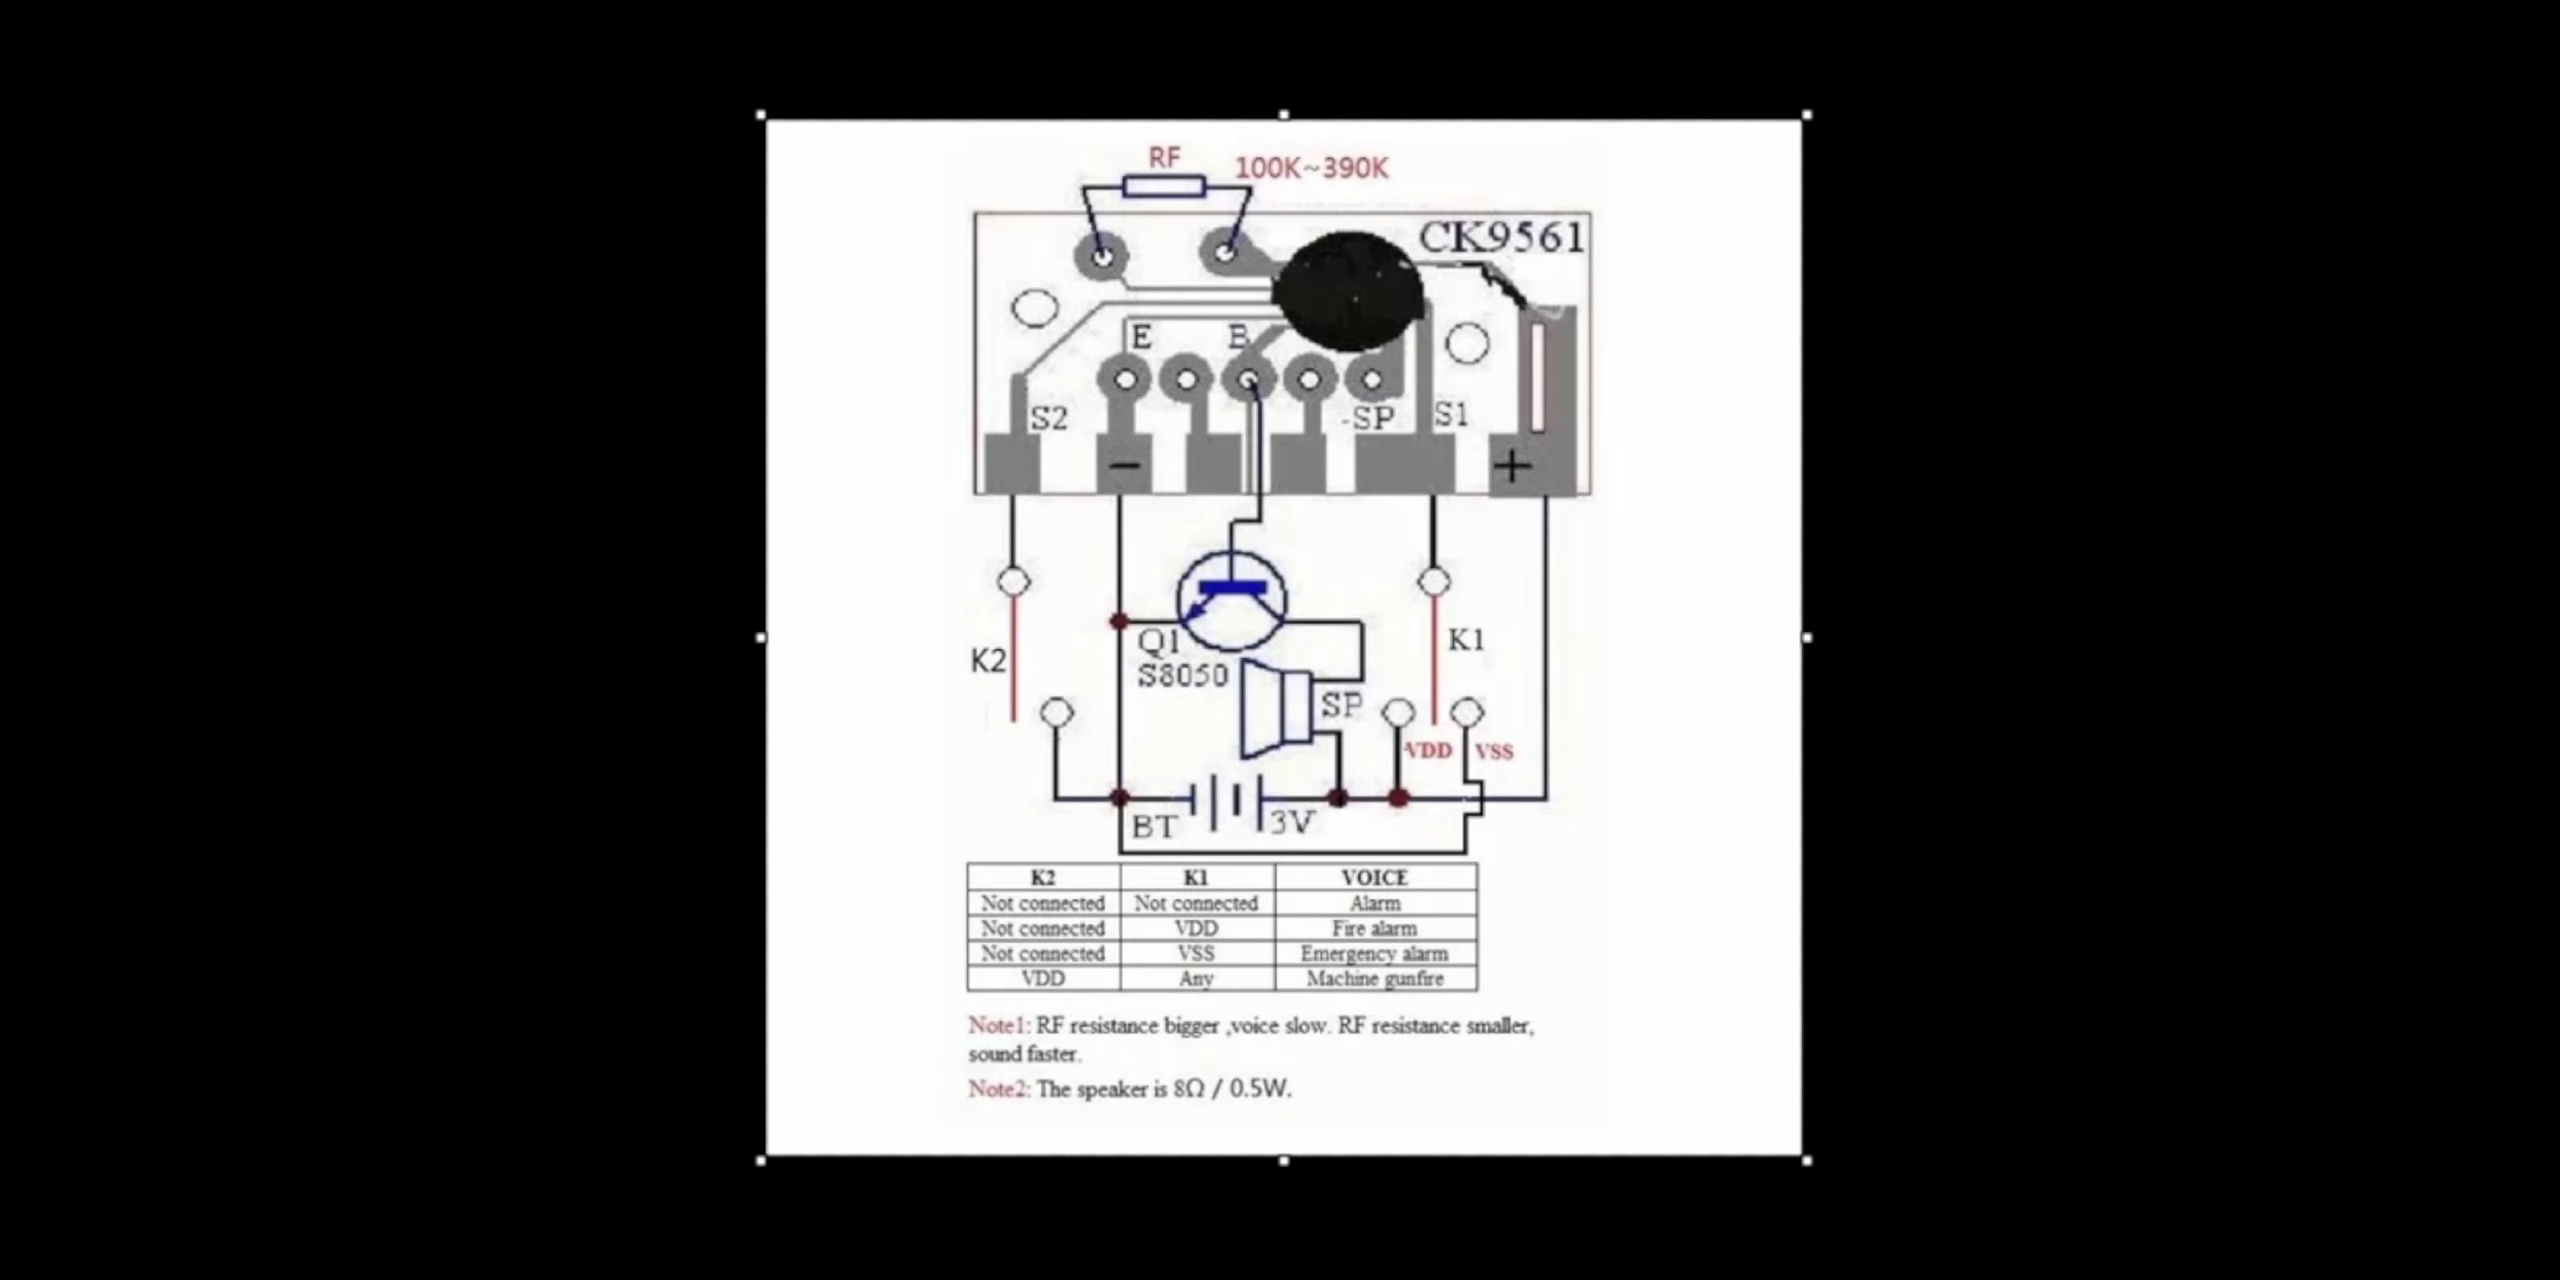 RF
100K~390K
CK9561
E
B
S2
-SP
S1
−
+
Q1
S8050
K2
K1
SP
VDD
VSS
BT
3V
K2 K1 VOICE
Not connected Not connected Alarm
Not connected VDD Fire alarm
Not connected VSS Emergency alarm
VDD Any Machine gunfire
Note1: RF resistance bigger ,voice slow. RF resistance smaller,
sound faster.
Note2: The speaker is 8Ω / 0.5W.